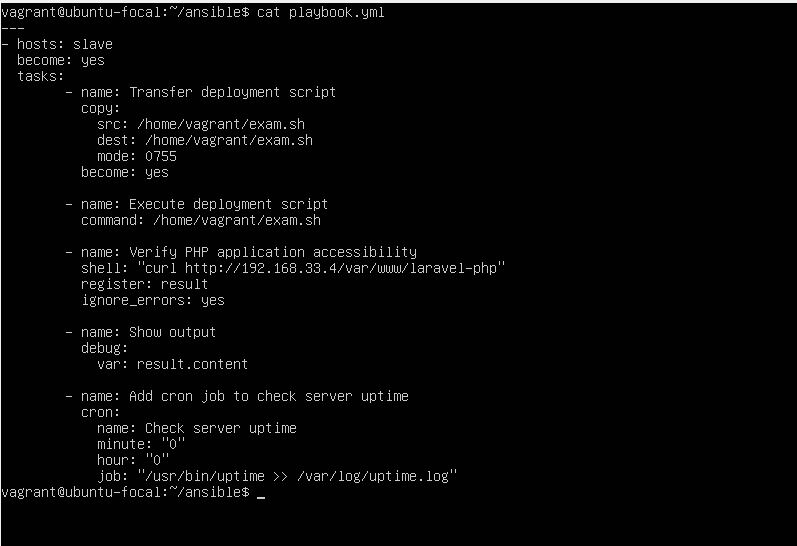 vagrant@ubuntu-focal:~/ansible$ cat playbook.yml
---
- hosts: slave
  become: yes
  tasks:
        - name: Transfer deployment script
          copy:
            src: /home/vagrant/exam.sh
            dest: /home/vagrant/exam.sh
            mode: 0755
          become: yes

        - name: Execute deployment script
          command: /home/vagrant/exam.sh

        - name: Verify PHP application accessibility
          shell: "curl http://192.168.33.4/var/www/laravel-php"
          register: result
          ignore_errors: yes

        - name: Show output
          debug:
            var: result.content

        - name: Add cron job to check server uptime
          cron:
            name: Check server uptime
            minute: "0"
            hour: "0"
            job: "/usr/bin/uptime >> /var/log/uptime.log"
vagrant@ubuntu-focal:~/ansible$ _